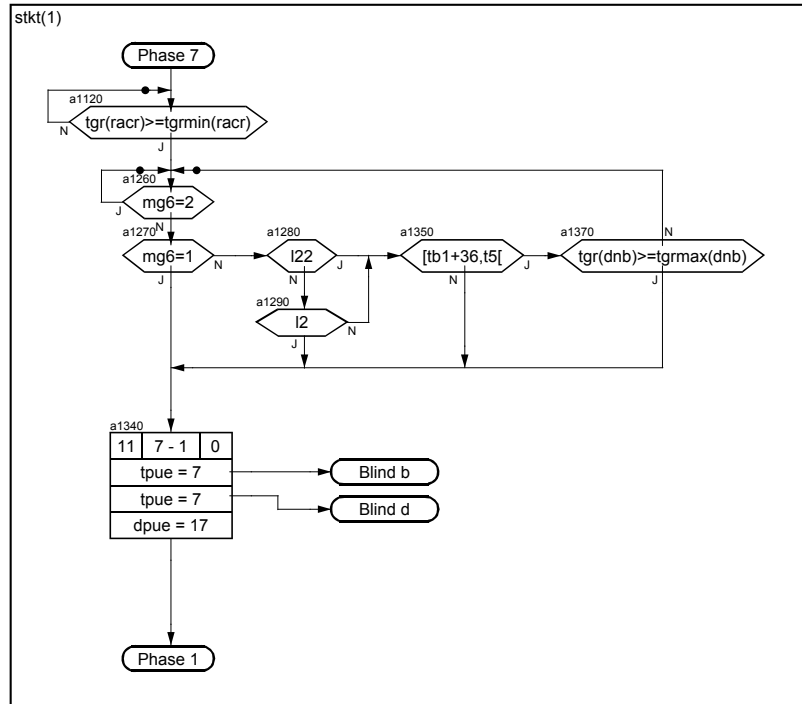 stkt(1)
Phase 7
a1120
tgr(racr)>=tgrmin(racr)
N
J
a1260
mg6=2
J
N
a1270
mg6=1
N
J
a1280
l22
J
N
a1290
l2
N
J
a1350
[tb1+36,t5[
J
N
a1370
N
tgr(dnb)>=tgrmax(dnb)
J
a1340
11 7 - 1 0
tpue = 7
Blind b
tpue = 7
Blind d
dpue = 17
Phase 1